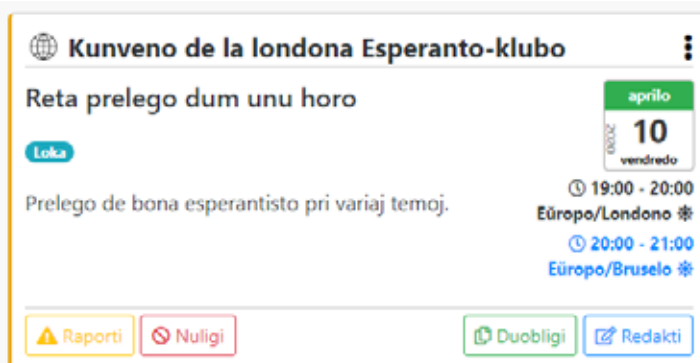 Kunveno de la londona Esperanto-klubo
Reta prelego dum unu horo
aprilo
2020
10
vendredo
Loka
19:00 - 20:00
Prelego de bona esperantisto pri variaj temoj.
Eŭropo/Londono
20:00 - 21:00
Eŭropo/Bruselo
Raporti
Nuligi
Duobligi
Redakti